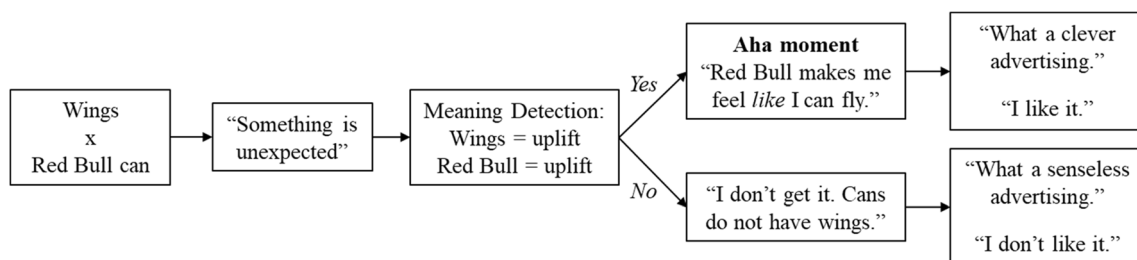 Wings
x
Red Bull can
“Something is
unexpected”
Meaning Detection:
Wings = uplift
Red Bull = uplift
Yes
No
Aha moment
“Red Bull makes me
feel like I can fly.”
“I don’t get it. Cans
do not have wings.”
“What a clever
advertising.”
“I like it.”
“What a senseless
advertising.”
“I don’t like it.”